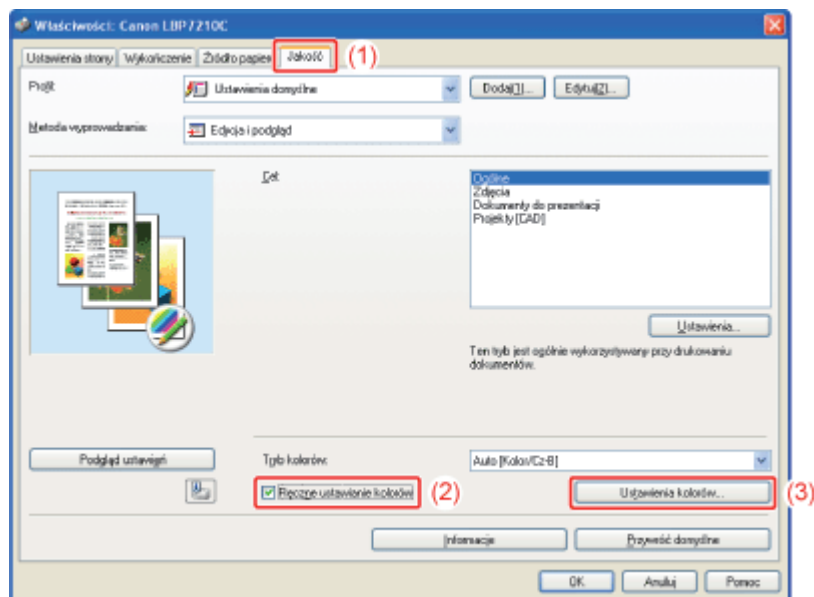 Właściwości: Canon LBP7210C
Ustawienia strony Wykończenie Źródło papieru Jakość (1)
Profil: Ustawienia domyślne Dodaj[1]... Edytuj[2]...
Metoda wyprowadzania: Edycja i podgląd
Cel:
Ogólne
Zdjęcia
Dokumenty do prezentacji
Projekty [CAD]
Ustawienia...
Ten tryb jest ogólnie wykorzystywany przy drukowaniu
dokumentów.
Podgląd ustawień Tryb kolorów: Auto [Kolor/Cz-B]
Ręczne ustawianie kolorów (2) Ustawienia kolorów... (3)
Informacje Przywróć domyślne
OK Anuluj Pomoc